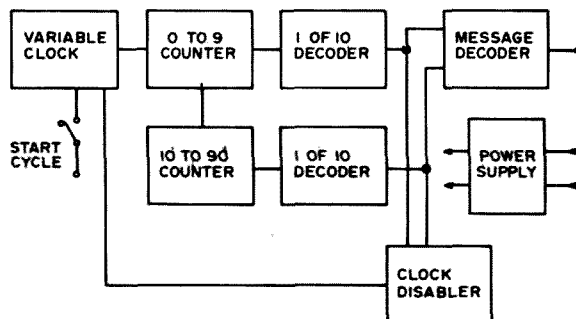 VARIABLE
CLOCK
0 TO 9
COUNTER
1 OF 10
DECODER
MESSAGE
DECODER
START
CYCLE
10 TO 90
COUNTER
1 OF 10
DECODER
POWER
SUPPLY
CLOCK
DISABLER